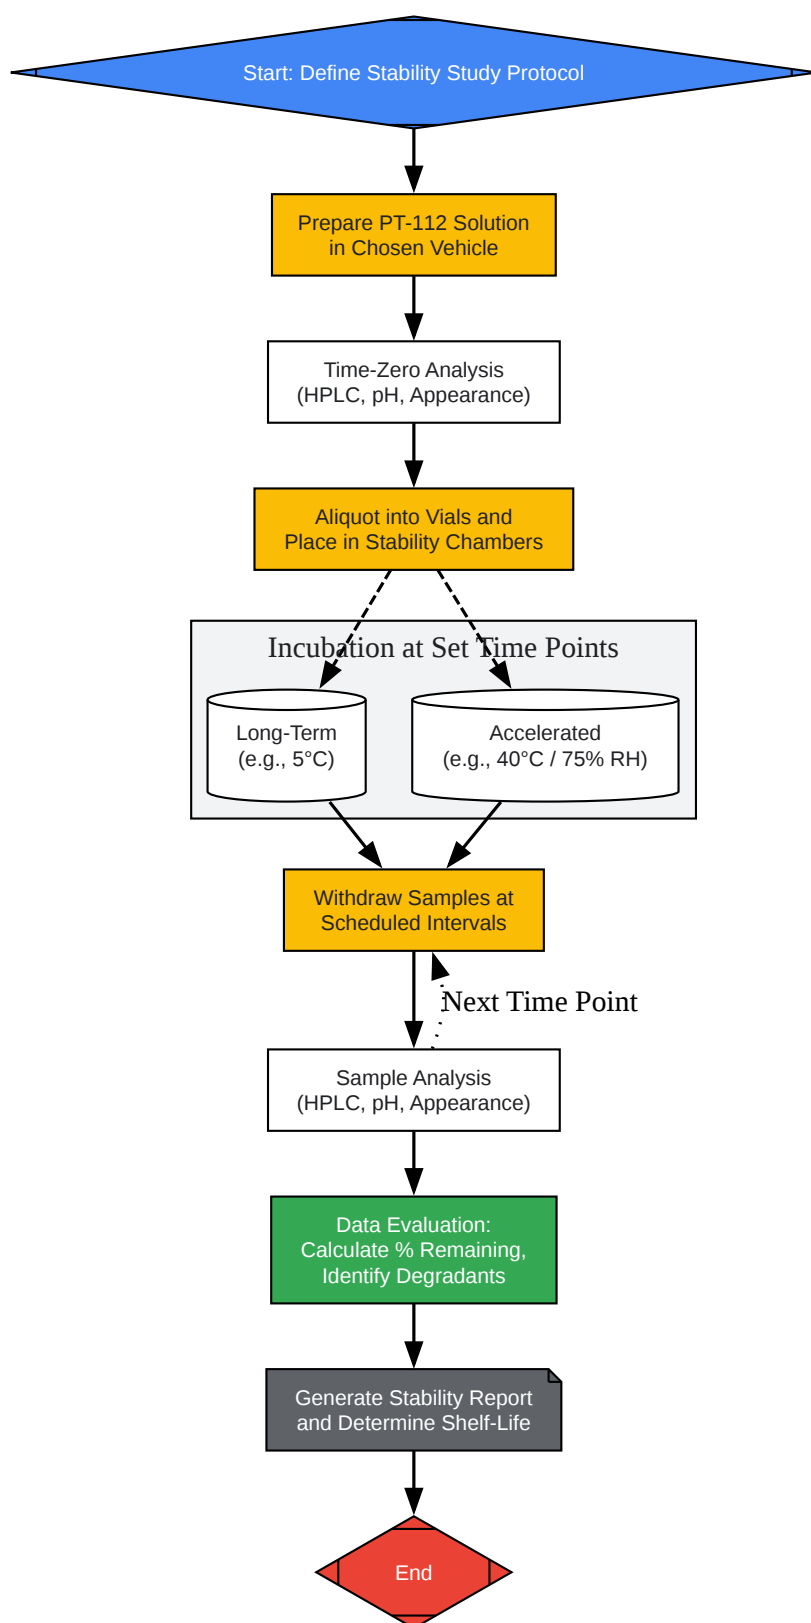 Start: Define Stability Study Protocol
Prepare PT-112 Solution
in Chosen Vehicle
Time-Zero Analysis
(HPLC, pH, Appearance)
Aliquot into Vials and
Place in Stability Chambers
Incubation at Set Time Points
Long-Term
(e.g., 5°C)
Accelerated
(e.g., 40°C / 75% RH)
Withdraw Samples at
Scheduled Intervals
Next Time Point
Sample Analysis
(HPLC, pH, Appearance)
Data Evaluation:
Calculate % Remaining,
Identify Degradants
Generate Stability Report
and Determine Shelf-Life
End